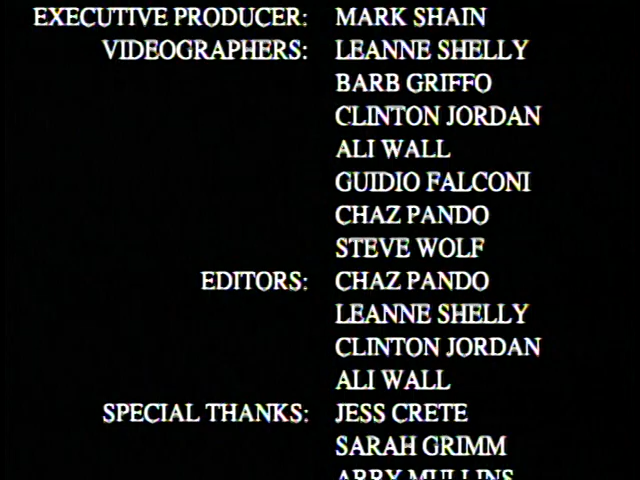 EXECUTIVE PRODUCER: MARK SHAIN
VIDEOGRAPHERS: LEANNE SHELLY
BARB GRIFFO
CLINTON JORDAN
ALI WALL
GUIDIO FALCONI
CHAZ PANDO
STEVE WOLF
EDITORS: CHAZ PANDO
LEANNE SHELLY
CLINTON JORDAN
ALI WALL
SPECIAL THANKS: JESS CRETE
SARAH GRIMM
MULLINS